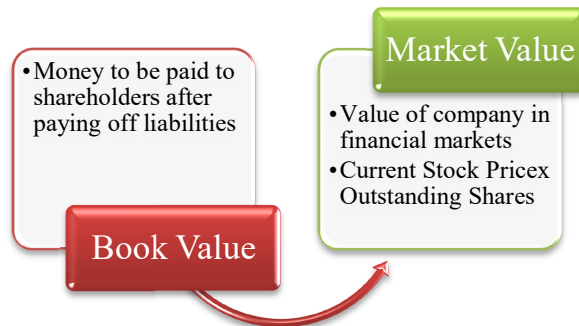 •Money to be paid to
shareholders after
paying off liabilities
Book Value
Market Value
•Value of company in
financial markets
•Current Stock Pricex
Outstanding Shares